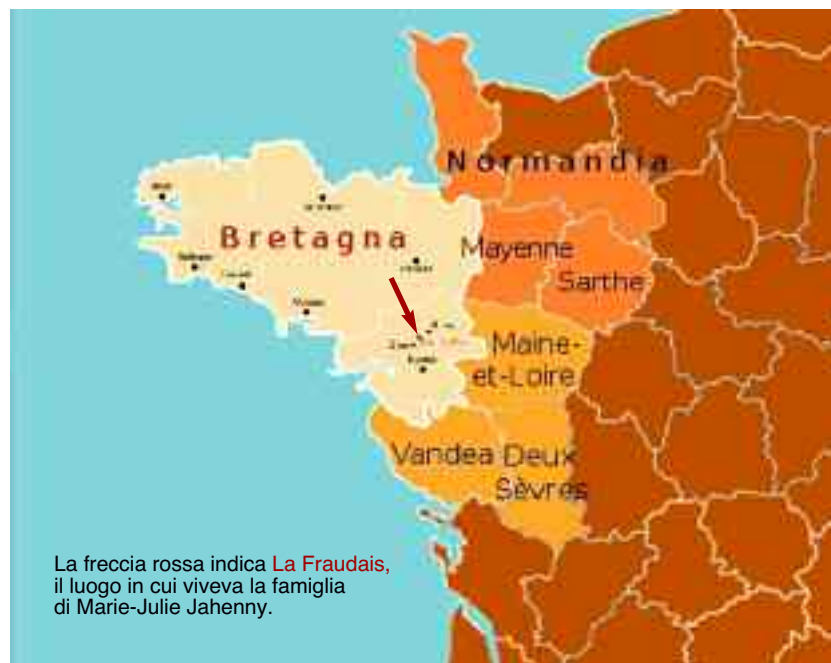 Normandia
Bretagna
Mayenne
Sarthe
Maine-
et-Loire
Vandea Deux
Sèvres
La freccia rossa indica La Fraudais,
il luogo in cui viveva la famiglia
di Marie-Julie Jahenny.